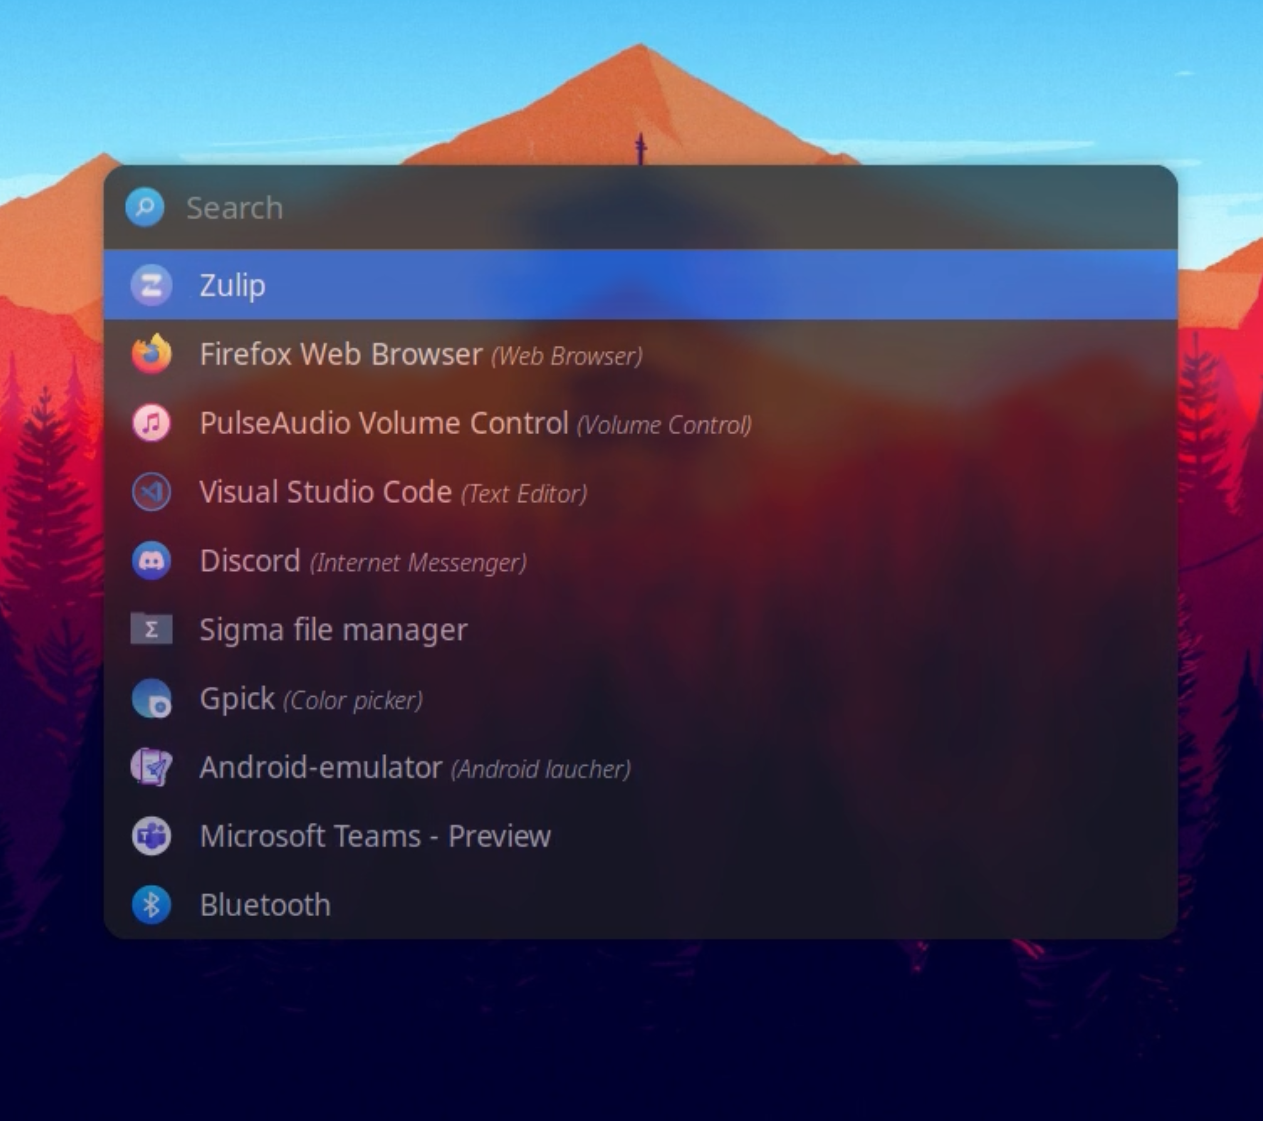 Search
Zulip
Firefox Web Browser (Web Browser)
PulseAudio Volume Control (Volume Control)
Visual Studio Code (Text Editor)
Discord (Internet Messenger)
Sigma file manager
Gpick (Color picker)
Android-emulator (Android laucher)
Microsoft Teams - Preview
Bluetooth